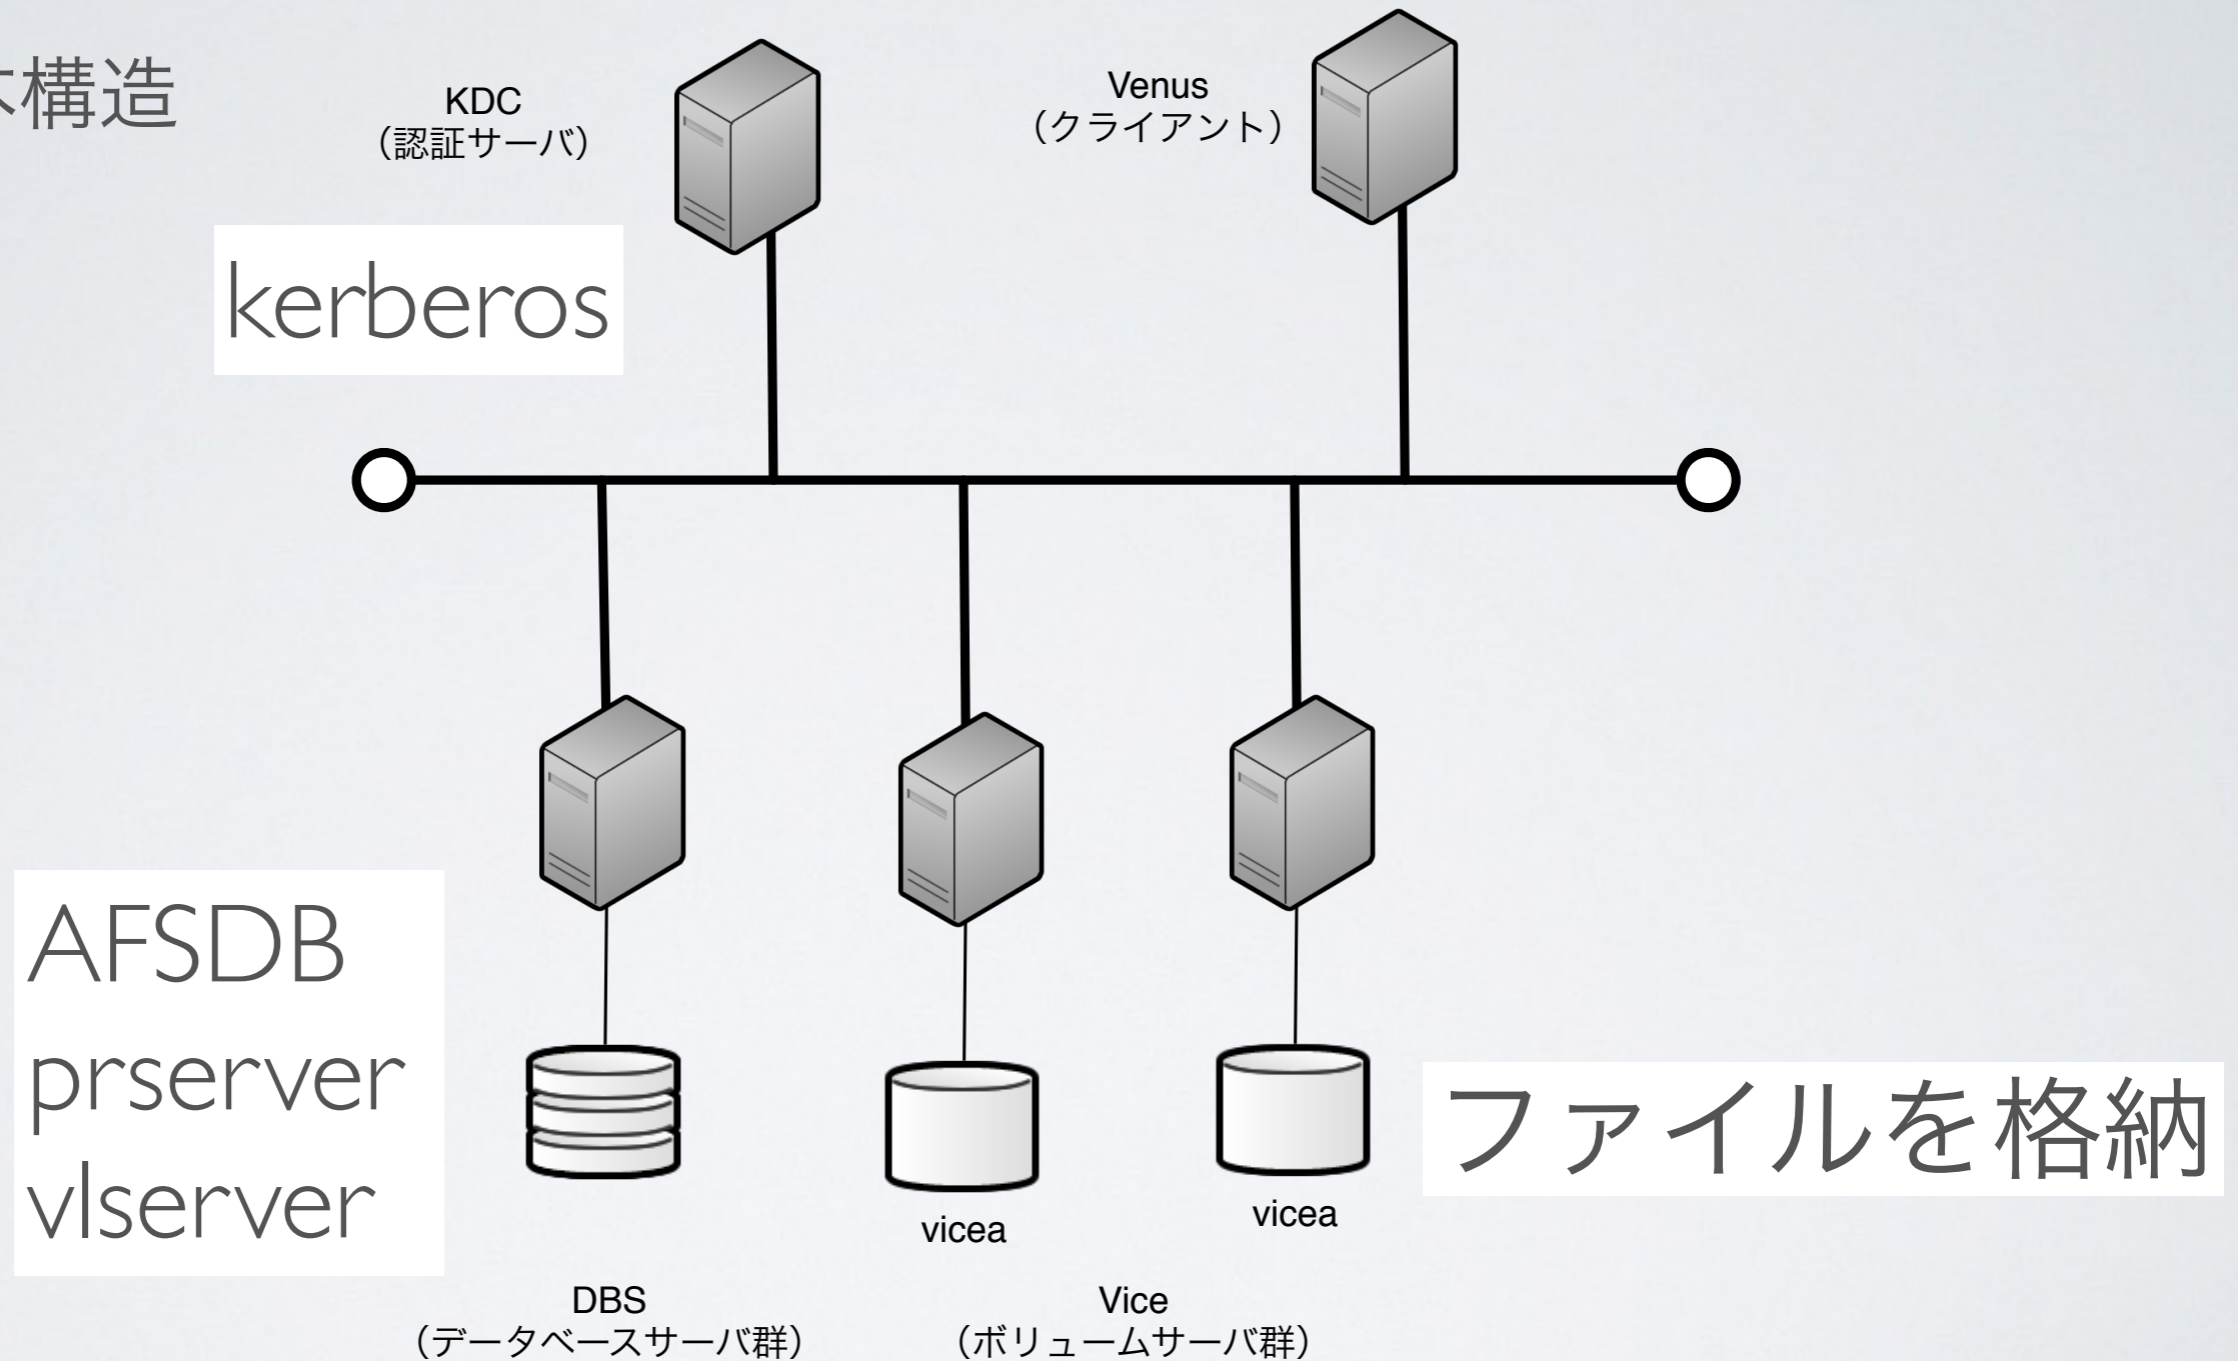 本構造
KDC
（認証サーバ）
Venus
（クライアント）
kerberos
AFSDB
prserver
vlserver
ファイルを格納
vicea
vicea
DBS
（データベースサーバ群）
Vice
（ボリュームサーバ群）